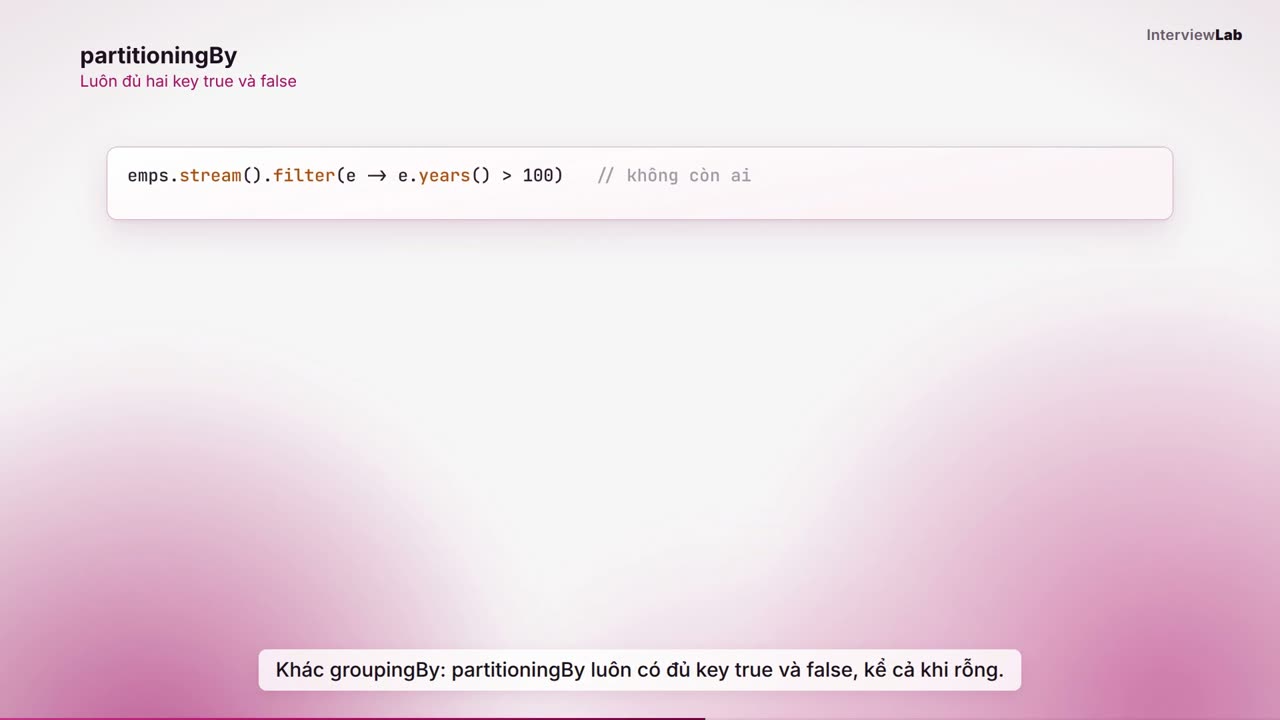 InterviewLab
partitioningBy
Luôn đủ hai key true và false
emps.stream().filter(e -> e.years() > 100)   // không còn ai
Khác groupingBy: partitioningBy luôn có đủ key true và false, kể cả khi rỗng.